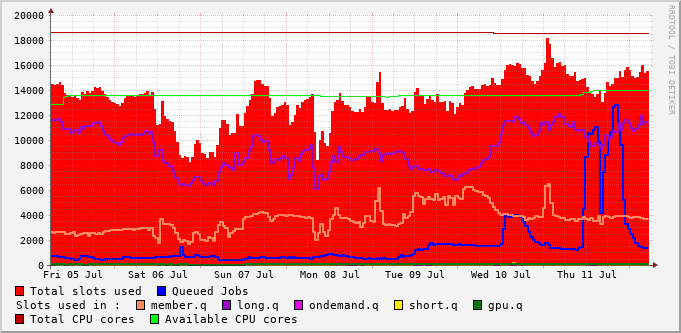 20000
18000
16000
14000
12000
10000
8000
6000
4000
2000
0
Fri 05 Jul Sat 06 Jul Sun 07 Jul Mon 08 Jul Tue 09 Jul Wed 10 Jul Thu 11 Jul
Total slots used Queued Jobs
Slots used in : member.q long.q ondemand.q short.q gpu.q
Total CPU cores Available CPU cores
RRDTOOL / TOBI OETIKER